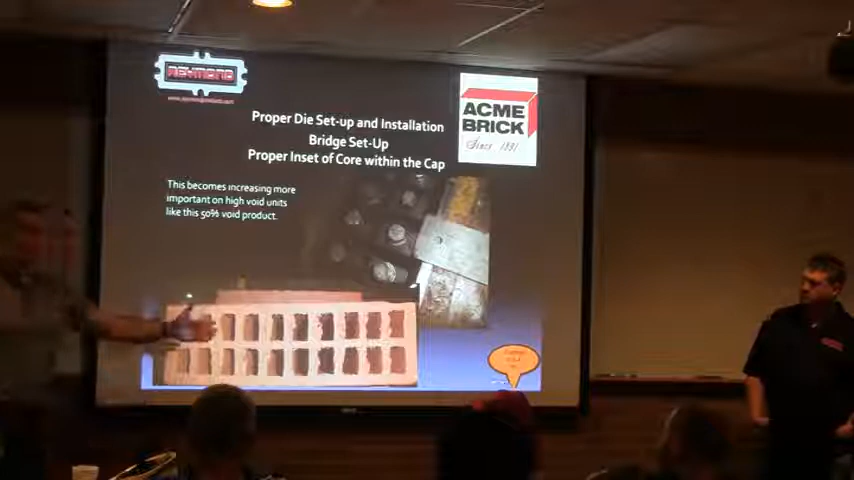 REYMOND
ACME
BRICK
Since 1891
Proper Die Set-up and Installation
Bridge Set-Up
Proper Inset of Core within the Cap
This becomes increasing more
important on high void units
like this 50% void product.